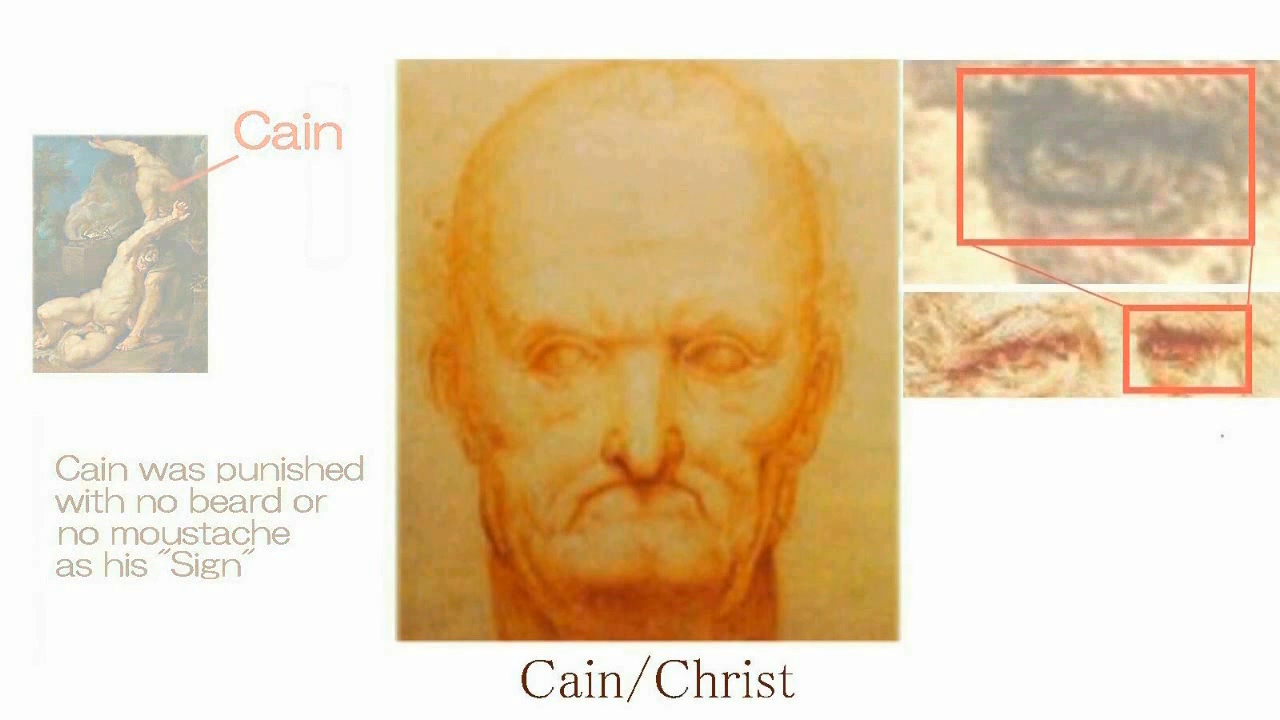 Cain
Cain was punished
with no beard or
no moustache
as his "Sign"
Cain/Christ